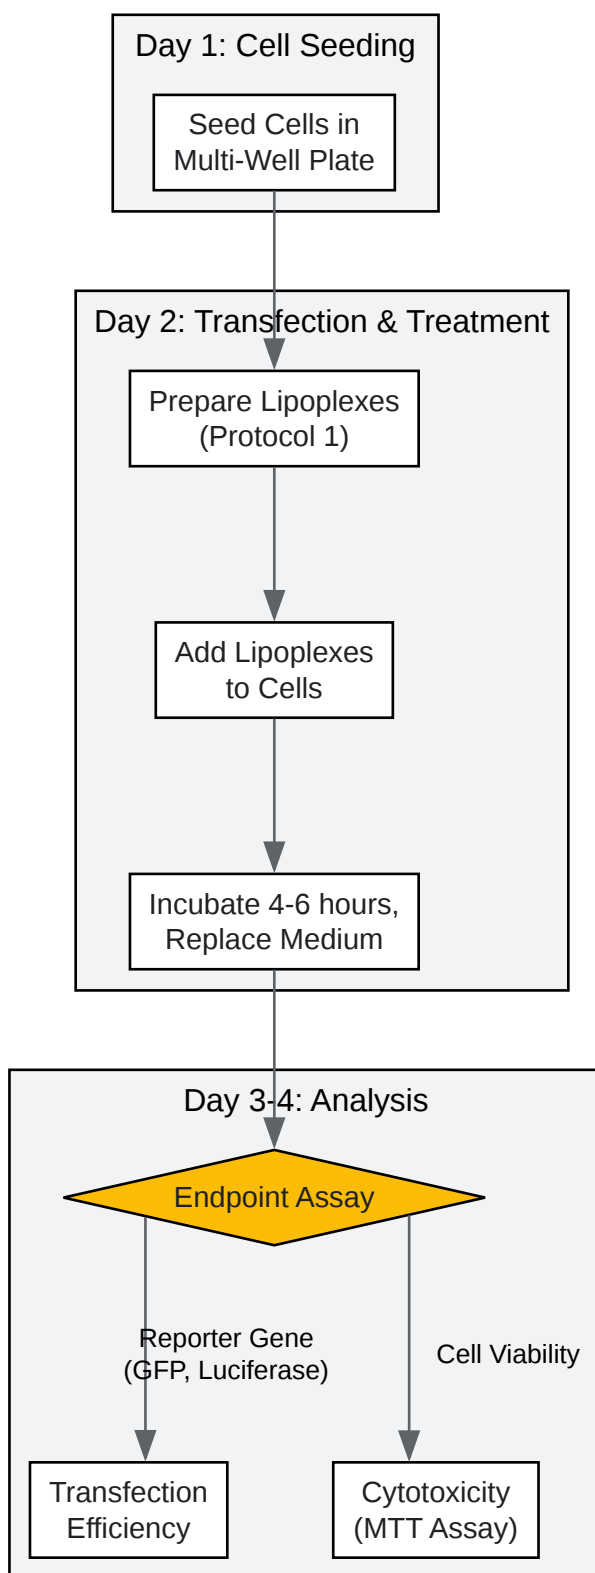 Day 1: Cell Seeding
Seed Cells in
Multi-Well Plate
Day 2: Transfection & Treatment
Prepare Lipoplexes
(Protocol 1)
Add Lipoplexes
to Cells
Incubate 4-6 hours,
Replace Medium
Day 3-4: Analysis
Endpoint Assay
Reporter Gene
(GFP, Luciferase)
Cell Viability
Transfection
Efficiency
Cytotoxicity
(MTT Assay)